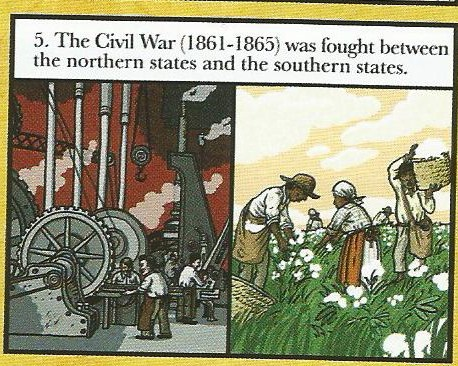 5. The Civil War (1861-1865) was fought between
the northern states and the southern states.